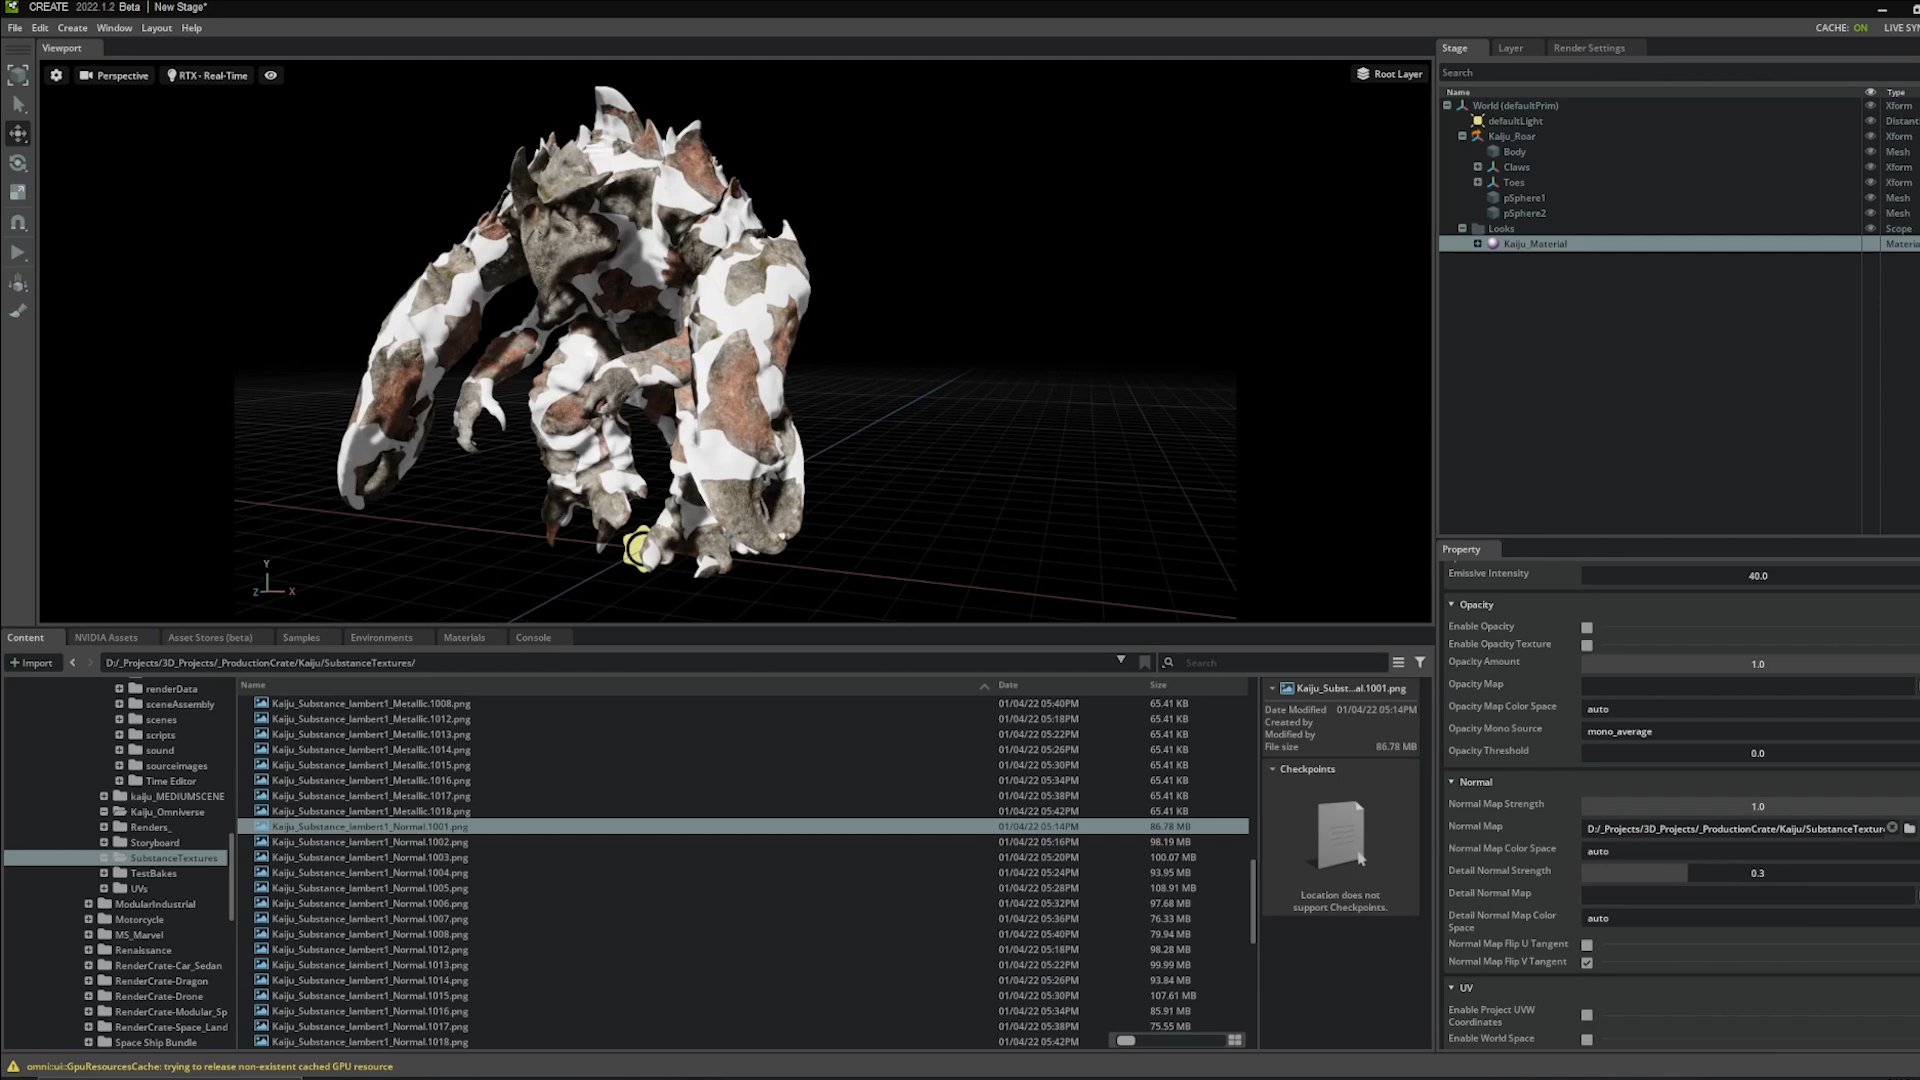 CREATE 2022.1.2 Beta | New Stage*
File Edit Create Window Layout Help
CACHE: ON LIVE SYN
Viewport
Perspective RTX - Real-Time
Root Layer
Y
Z X
Stage Layer Render Settings
Search
Name Type
World (defaultPrim) Xform
defaultLight Distant
Kaiju_Roar Xform
Body Mesh
Claws Xform
Toes Xform
pSphere1 Mesh
pSphere2 Mesh
Looks Scope
Kaiju_Material Materia
Content NVIDIA Assets Asset Stores (beta) Samples Environments Materials Console
+ Import D:/_Projects/3D_Projects/_ProductionCrate/Kaiju/SubstanceTextures/ Search
renderData
sceneAssembly
scenes
scripts
sound
sourceimages
Time Editor
kaiju_MEDIUMSCENE
Kaiju_Omniverse
Renders_
Storyboard
SubstanceTextures
TestBakes
UVs
ModularIndustrial
Motorcycle
MS_Marvel
Renaissance
RenderCrate-Car_Sedan
RenderCrate-Dragon
RenderCrate-Drone
RenderCrate-Modular_Sp
RenderCrate-Space_Land
Space Ship Bundle
Name Date Size
Kaiju_Substance_lambert1_Metallic.1008.png 01/04/22 05:40PM 65.41 KB
Kaiju_Substance_lambert1_Metallic.1012.png 01/04/22 05:18PM 65.41 KB
Kaiju_Substance_lambert1_Metallic.1013.png 01/04/22 05:22PM 65.41 KB
Kaiju_Substance_lambert1_Metallic.1014.png 01/04/22 05:26PM 65.41 KB
Kaiju_Substance_lambert1_Metallic.1015.png 01/04/22 05:30PM 65.41 KB
Kaiju_Substance_lambert1_Metallic.1016.png 01/04/22 05:34PM 65.41 KB
Kaiju_Substance_lambert1_Metallic.1017.png 01/04/22 05:38PM 65.41 KB
Kaiju_Substance_lambert1_Metallic.1018.png 01/04/22 05:42PM 65.41 KB
Kaiju_Substance_lambert1_Normal.1001.png 01/04/22 05:14PM 86.78 MB
Kaiju_Substance_lambert1_Normal.1002.png 01/04/22 05:16PM 98.19 MB
Kaiju_Substance_lambert1_Normal.1003.png 01/04/22 05:20PM 100.07 MB
Kaiju_Substance_lambert1_Normal.1004.png 01/04/22 05:24PM 93.95 MB
Kaiju_Substance_lambert1_Normal.1005.png 01/04/22 05:28PM 108.91 MB
Kaiju_Substance_lambert1_Normal.1006.png 01/04/22 05:32PM 97.68 MB
Kaiju_Substance_lambert1_Normal.1007.png 01/04/22 05:36PM 76.33 MB
Kaiju_Substance_lambert1_Normal.1008.png 01/04/22 05:40PM 79.94 MB
Kaiju_Substance_lambert1_Normal.1012.png 01/04/22 05:18PM 98.28 MB
Kaiju_Substance_lambert1_Normal.1013.png 01/04/22 05:22PM 99.99 MB
Kaiju_Substance_lambert1_Normal.1014.png 01/04/22 05:26PM 93.84 MB
Kaiju_Substance_lambert1_Normal.1015.png 01/04/22 05:30PM 107.61 MB
Kaiju_Substance_lambert1_Normal.1016.png 01/04/22 05:34PM 85.91 MB
Kaiju_Substance_lambert1_Normal.1017.png 01/04/22 05:38PM 75.55 MB
Kaiju_Substance_lambert1_Normal.1018.png 01/04/22 05:42PM
Kaiju_Subst...al.1001.png
Date Modified 01/04/22 05:14PM
Created by
Modified by
File size 86.78 MB
Checkpoints
Location does not
support Checkpoints.
Property
Emissive Intensity 40.0
Opacity
Enable Opacity
Enable Opacity Texture
Opacity Amount 1.0
Opacity Map
Opacity Map Color Space auto
Opacity Mono Source mono_average
Opacity Threshold 0.0
Normal
Normal Map Strength 1.0
Normal Map D:/_Projects/3D_Projects/_ProductionCrate/Kaiju/SubstanceTextur
Normal Map Color Space auto
Detail Normal Strength 0.3
Detail Normal Map
Detail Normal Map Color
Space auto
Normal Map Flip U Tangent
Normal Map Flip V Tangent
UV
Enable Project UVW
Coordinates
Enable World Space
omni::ui::GpuResourcesCache: trying to release non-existent cached GPU resource